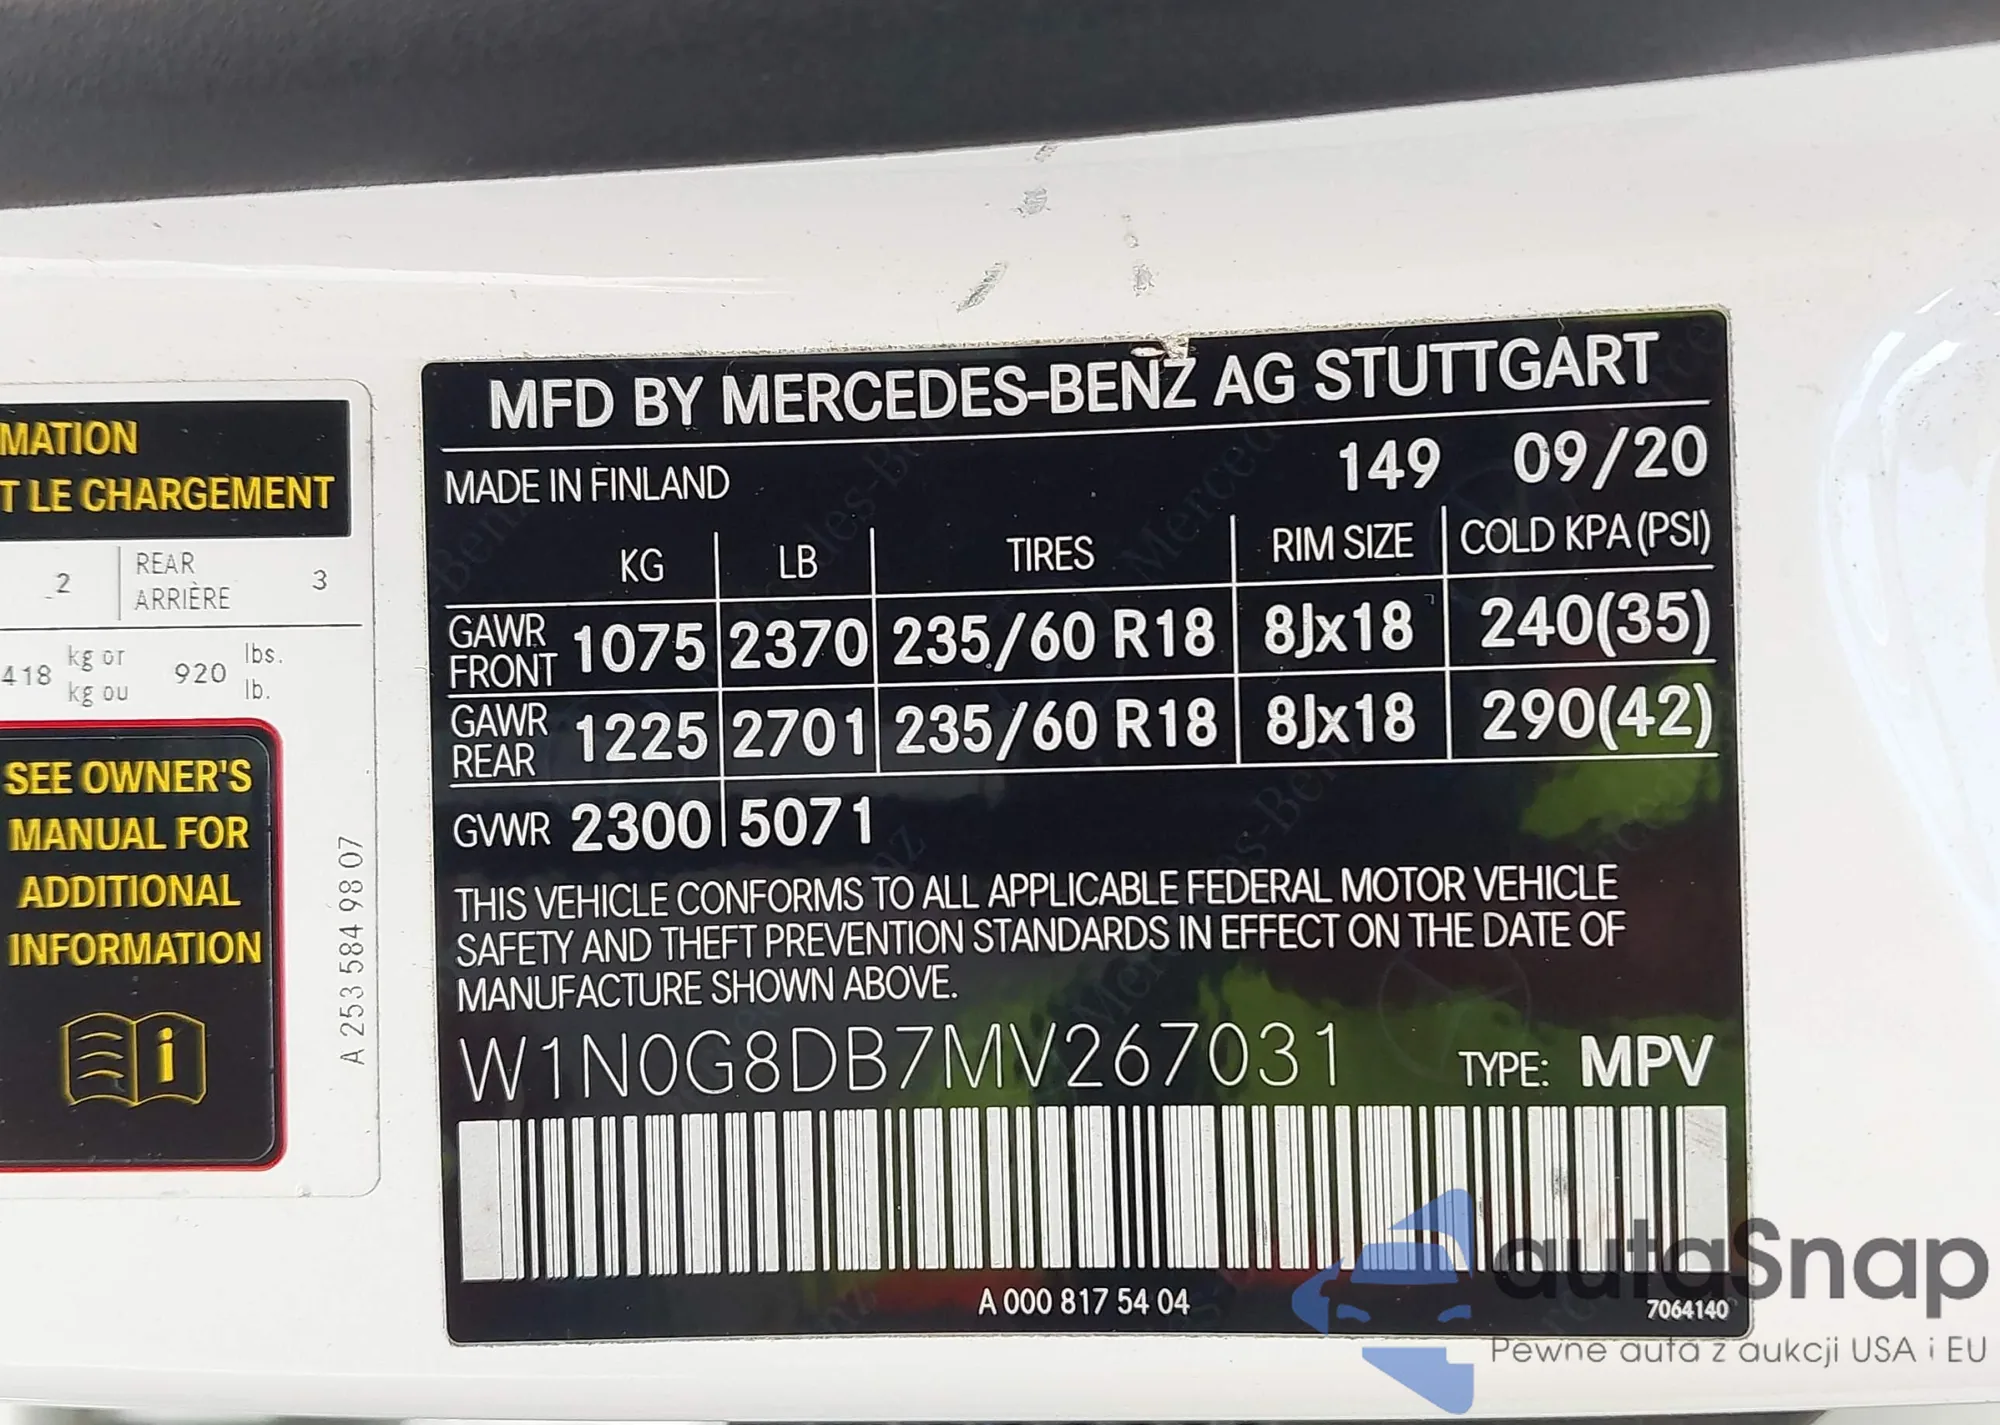 MATION
T LE CHARGEMENT
2
REAR
ARRIÈRE
3
418 kg or 920 lbs.
kg ou lb.
SEE OWNER'S
MANUAL FOR
ADDITIONAL
INFORMATION
i
A 253 584 98 07
MFD BY MERCEDES-BENZ AG STUTTGART
MADE IN FINLAND 149 09/20
KG LB TIRES RIM SIZE COLD KPA (PSI)
GAWR FRONT 1075 2370 235/60 R18 8Jx18 240(35)
GAWR REAR 1225 2701 235/60 R18 8Jx18 290(42)
GVWR 2300 5071
THIS VEHICLE CONFORMS TO ALL APPLICABLE FEDERAL MOTOR VEHICLE
SAFETY AND THEFT PREVENTION STANDARDS IN EFFECT ON THE DATE OF
MANUFACTURE SHOWN ABOVE.
W1N0G8DB7MV267031 TYPE: MPV
A 000 817 54 04
7064140
autaSnap
Pewne auta z aukcji USA i EU